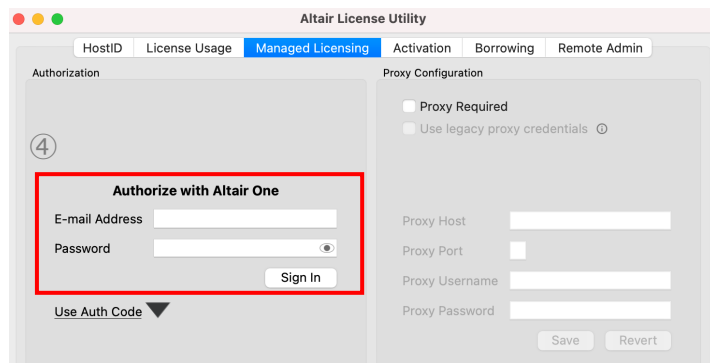 Altair License Utility
HostID License Usage Managed Licensing Activation Borrowing Remote Admin
Authorization
④
Authorize with Altair One
E-mail Address
Password
Sign In
Use Auth Code
Proxy Configuration
Proxy Required
Use legacy proxy credentials ⓘ
Proxy Host
Proxy Port
Proxy Username
Proxy Password
Save Revert